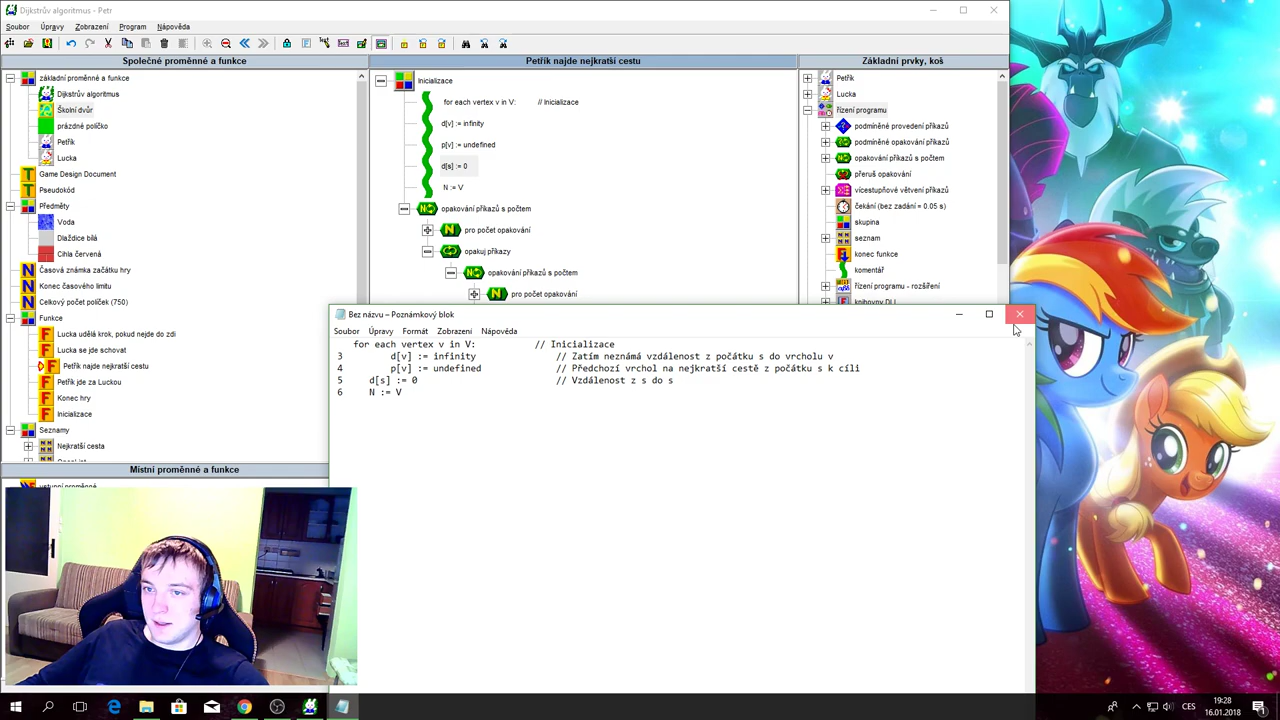 Dijkstrův algoritmus - Petr
Soubor Úpravy Zobrazení Program Nápověda
Společné proměnné a funkce
základní proměnné a funkce
Dijkstrův algoritmus
Školní dvůr
prázdné políčko
Petřík
Lucka
Game Design Document
Pseudokód
Předměty
Voda
Dlaždice bílá
Cihla červená
Časová známka začátku hry
Konec časového limitu
Celkový počet políček (750)
Funkce
Lucka udělá krok, pokud nejde do zdi
Lucka se jde schovat
Petřík najde nejkratší cestu
Petřík jde za Luckou
Konec hry
Inicializace
Seznamy
Nejkratší cesta
Místní proměnné a funkce
vstupní proměnné
Petřík najde nejkratší cestu
Inicializace
for each vertex v in V: // Inicializace
d[v] := infinity
p[v] := undefined
d[s] := 0
N := V
opakování příkazů s počtem
pro počet opakování
opakuj příkazy
opakování příkazů s počtem
pro počet opakování
Základní prvky, koš
Petřík
Lucka
řízení programu
podmíněné provedení příkazů
podmíněné opakování příkazů
opakování příkazů s počtem
přeruš opakování
vícestupňové větvení příkazů
čekání (bez zadání = 0.05 s)
skupina
seznam
konec funkce
komentář
řízení programu - rozšíření
knihovny DLL
Bez názvu – Poznámkový blok
Soubor Úpravy Formát Zobrazení Nápověda
for each vertex v in V: // Inicializace
3 d[v] := infinity // Zatím neznámá vzdálenost z počátku s do vrcholu v
4 p[v] := undefined // Předchozí vrchol na nejkratší cestě z počátku s k cíli
5 d[s] := 0 // Vzdálenost z s do s
6 N := V
CES
19:28
16.01.2018